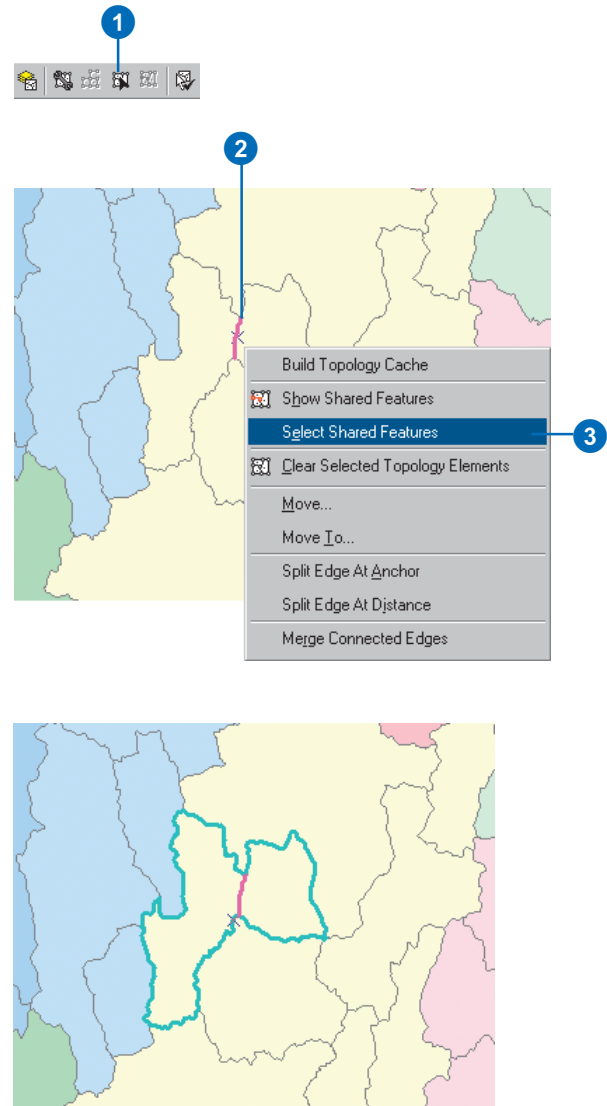 1
2
Build Topology Cache
Show Shared Features
Select Shared Features
3
Clear Selected Topology Elements
Move...
Move To...
Split Edge At Anchor
Split Edge At Distance
Merge Connected Edges